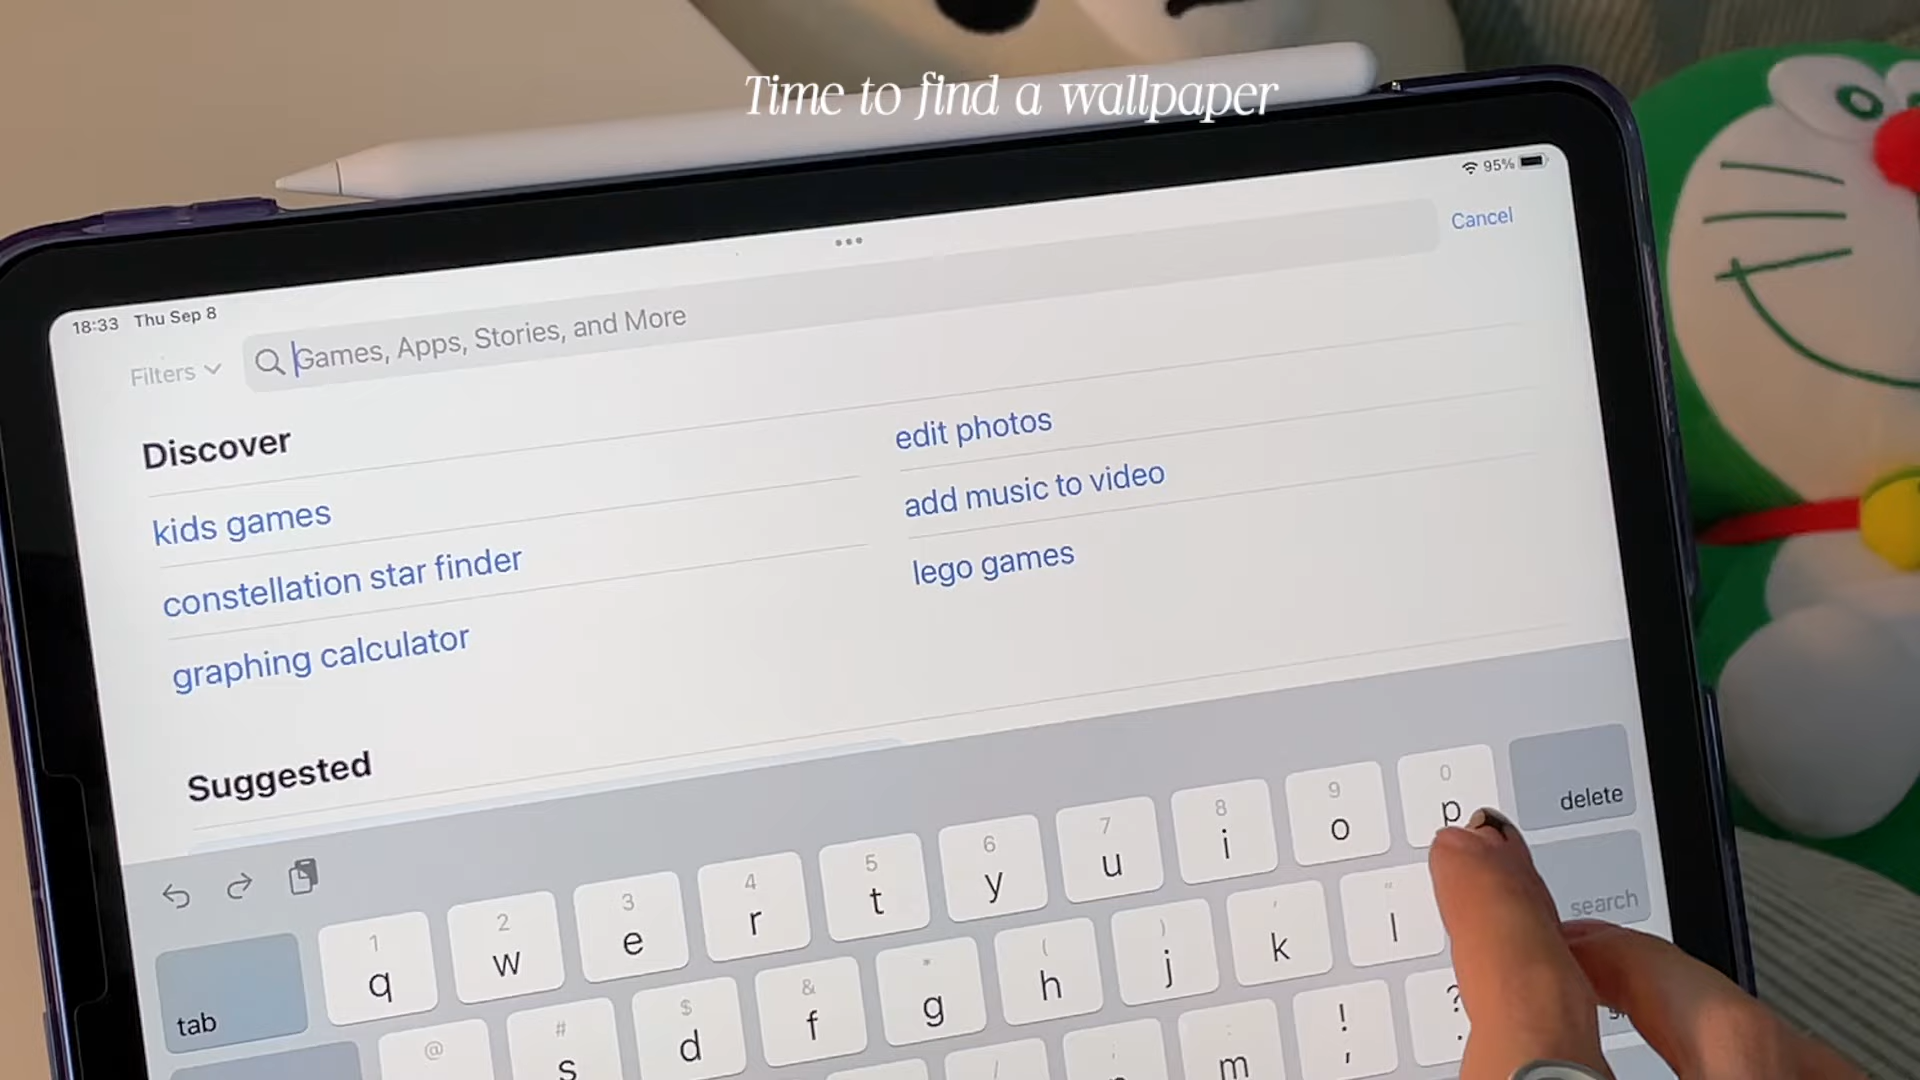 Time to find a wallpaper
18:33 Thu Sep 8
95%
Filters
Games, Apps, Stories, and More
Cancel
Discover
kids games
constellation star finder
graphing calculator
edit photos
add music to video
lego games
Suggested
1 2 3 4 5 6 7 8 9 0
q w e r t y u i o p delete
@ # $ & * ( ) ' "
tab s d f g h j k l search
/ ; : ! ?
m , .